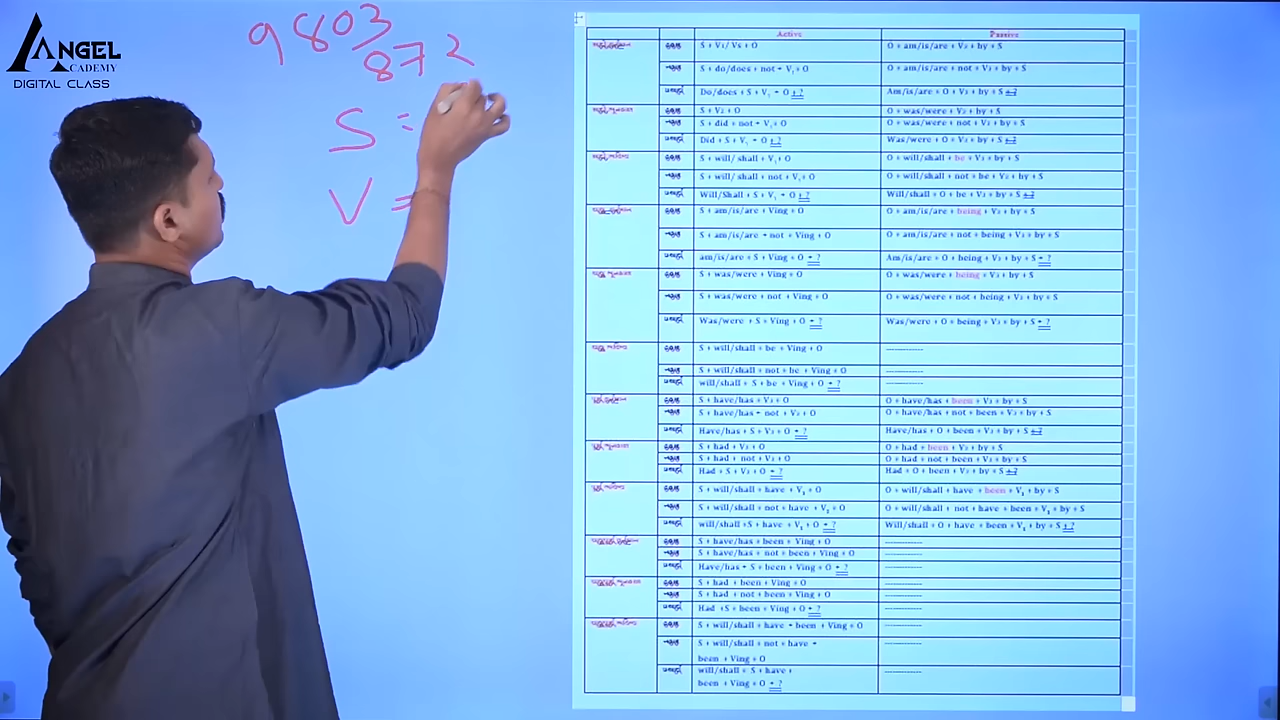 ANGEL
ACADEMY
DIGITAL CLASS
9803
872
S =
V =
Active Passive
S + V₁/ Vs + O O + am/is/are + V₃ + by + S
S + do/does + not + V₁ + O O + am/is/are + not + V₃ + by + S
Do/does + S + V₁ + O + ? Am/is/are + O + V₃ + by + S + ?
S + V₂ + O O + was/were + V₃ + by + S
S + did + not + V₁ + O O + was/were + not + V₃ + by + S
Did + S + V₁ + O + ? Was/were + O + V₃ + by + S + ?
S + will/ shall + V₁ + O O + will/shall + be + V₃ + by + S
S + will/ shall + not + V₁ + O O + will/shall + not + be + V₃ + by + S
Will/Shall + S + V₁ + O + ? Will/shall + O + be + V₃ + by + S + ?
S + am/is/are + Ving + O O + am/is/are + being + V₃ + by + S
S + am/is/are + not + Ving + O O + am/is/are + not + being + V₃ + by + S
am/is/are + S + Ving + O + ? Am/is/are + O + being + V₃ + by + S + ?
S + was/were + Ving + O O + was/were + being + V₃ + by + S
S + was/were + not + Ving + O O + was/were + not + being + V₃ + by + S
Was/were + S + Ving + O + ? Was/were + O + being + V₃ + by + S + ?
S + will/shall + be + Ving + O ------------
S + will/shall + not + be + Ving + O ------------
will/shall + S + be + Ving + O + ? ------------
S + have/has + V₃ + O O + have/has + been + V₃ + by + S
S + have/has + not + V₃ + O O + have/has + not + been + V₃ + by + S
Have/has + S + V₃ + O + ? Have/has + O + been + V₃ + by + S + ?
S + had + V₃ + O O + had + been + V₃ + by + S
S + had + not + V₃ + O O + had + not + been + V₃ + by + S
Had + S + V₃ + O + ? Had + O + been + V₃ + by + S + ?
S + will/shall + have + V₃ + O O + will/shall + have + been + V₃ + by + S
S + will/shall + not + have + V₃ + O O + will/shall + not + have + been + V₃ + by + S
will/shall +S + have + V₃ + O + ? Will/shall + O + have + been + V₃ + by + S + ?
S + have/has + been + Ving + O ------------
S + have/has + not + been + Ving + O ------------
Have/has + S + been + Ving + O + ? ------------
S + had + been + Ving + O ------------
S + had + not + been + Ving + O ------------
Had +S + been + Ving + O + ? ------------
S + will/shall + have + been + Ving + O ------------
S + will/shall + not + have + ------------
been + Ving + O
will/shall + S + have + ------------
been + Ving + O + ?